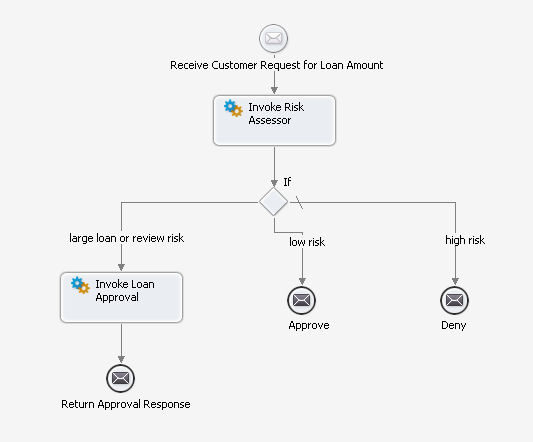 Receive Customer Request for Loan Amount
Invoke Risk
Assessor
If
large loan or review risk
low risk
high risk
Invoke Loan
Approval
Approve
Deny
Return Approval Response